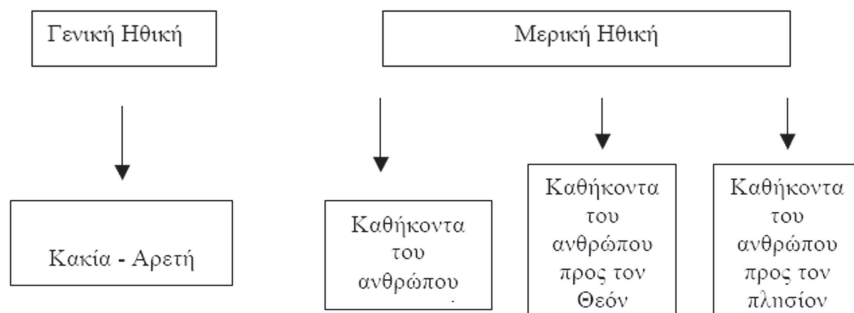 Γενική Ηθική
Μερική Ηθική
Κακία - Αρετή
Καθήκοντα
του
ανθρώπου
Καθήκοντα
του
ανθρώπου
προς τον
Θεόν
Καθήκοντα
του
ανθρώπου
προς τον
πλησίον